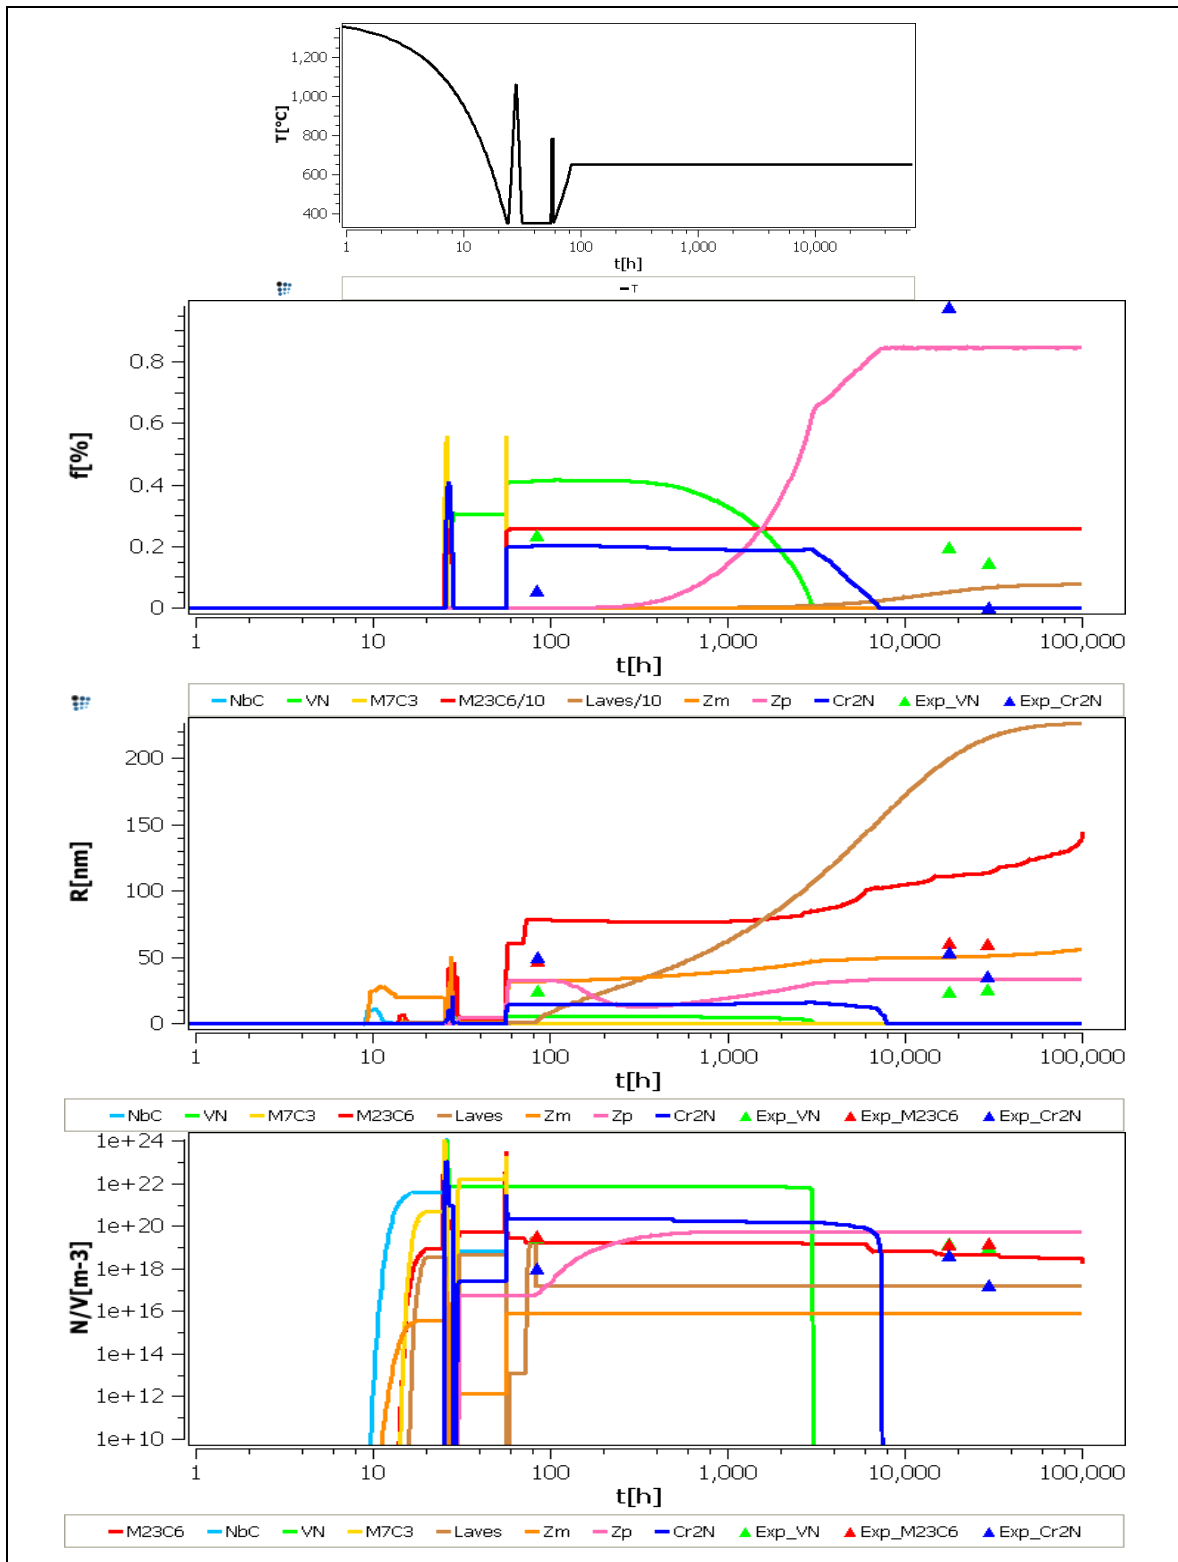 1,200
1,000
800
600
400
T[°C]
1 10 100 1,000 10,000
t[h]
T
0.8
0.6
0.4
0.2
0
f[%]
1 10 100 1,000 10,000 100,000
t[h]
NbC VN M7C3 M23C6/10 Laves/10 Zm Zp Cr2N Exp_VN Exp_Cr2N
200
150
100
50
0
R[nm]
1 10 100 1,000 10,000 100,000
t[h]
NbC VN M7C3 M23C6 Laves Zm Zp Cr2N Exp_VN Exp_M23C6 Exp_Cr2N
1e+24
1e+22
1e+20
1e+18
1e+16
1e+14
1e+12
1e+10
N/V[m-3]
1 10 100 1,000 10,000 100,000
t[h]
M23C6 NbC VN M7C3 Laves Zm Zp Cr2N Exp_VN Exp_M23C6 Exp_Cr2N